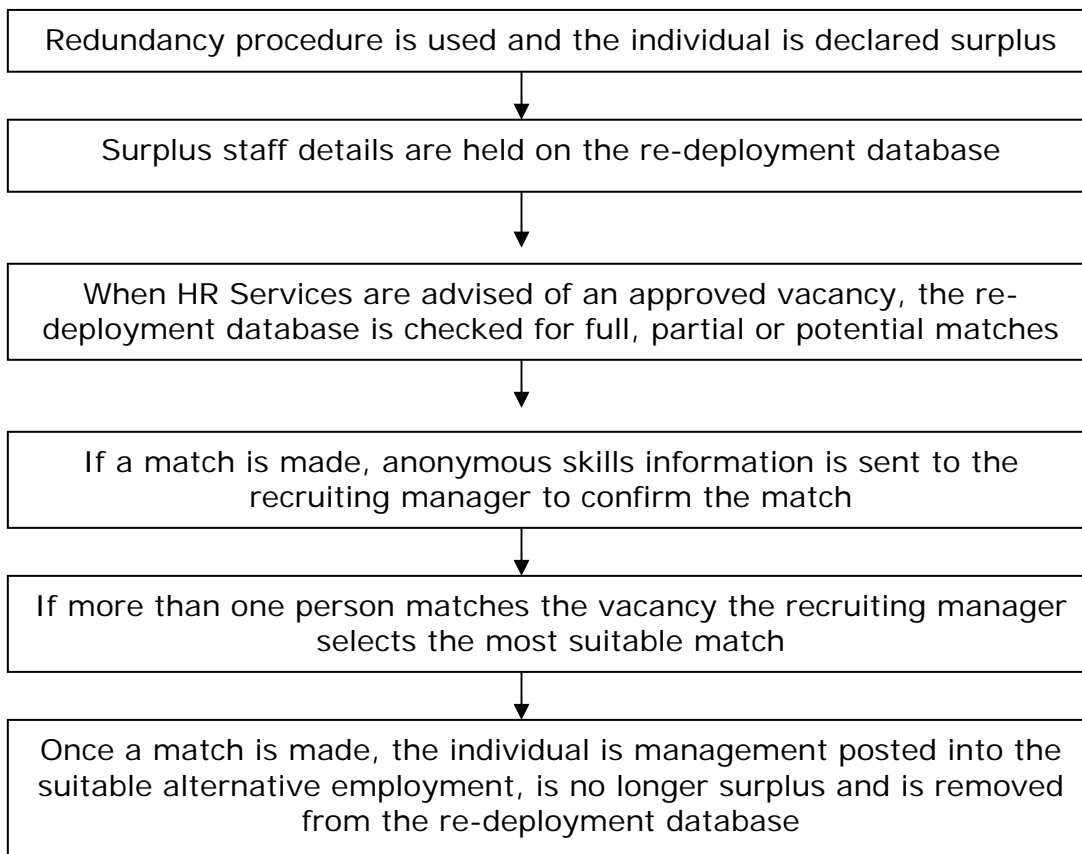 Redundancy procedure is used and the individual is declared surplus
Surplus staff details are held on the re-deployment database
When HR Services are advised of an approved vacancy, the re-
deployment database is checked for full, partial or potential matches
If a match is made, anonymous skills information is sent to the
recruiting manager to confirm the match
If more than one person matches the vacancy the recruiting manager
selects the most suitable match
Once a match is made, the individual is management posted into the
suitable alternative employment, is no longer surplus and is removed
from the re-deployment database